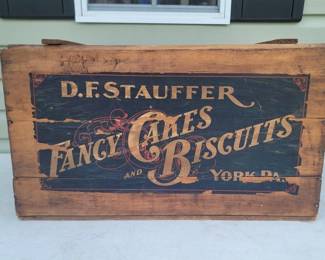 D.F. STAUFFER
FANCY CAKES
AND BISCUITS
YORK PA.